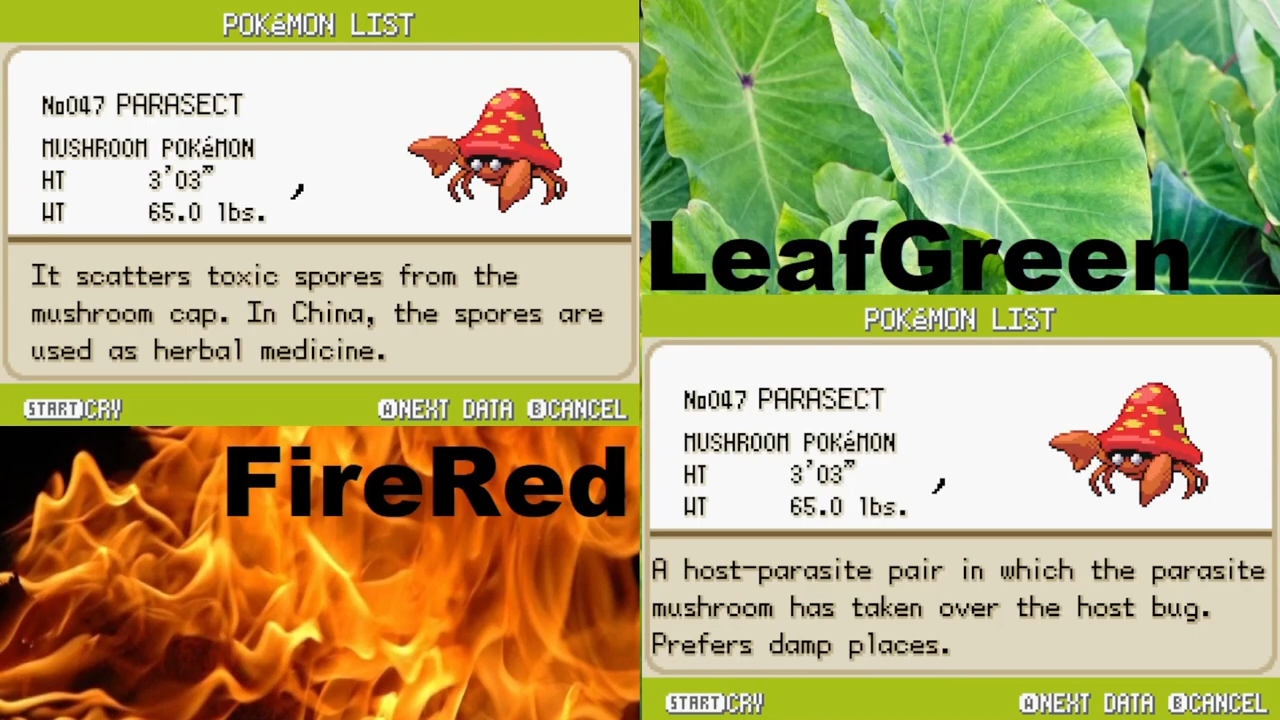 POKéMON LIST
No047 PARASECT
MUSHROOM POKéMON
HT 3'03"
WT 65.0 lbs.
It scatters toxic spores from the
mushroom cap. In China, the spores are
used as herbal medicine.
START CRY A NEXT DATA B CANCEL
FireRed
LeafGreen
POKéMON LIST
No047 PARASECT
MUSHROOM POKéMON
HT 3'03"
WT 65.0 lbs.
A host-parasite pair in which the parasite
mushroom has taken over the host bug.
Prefers damp places.
START CRY A NEXT DATA B CANCEL